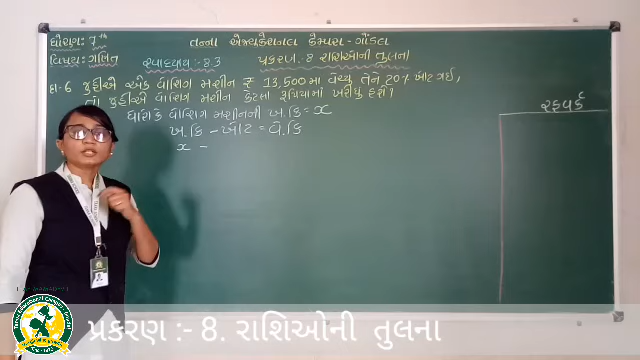 ધોરણ: 7th
તન્ના એજ્યુકેશનલ કેમ્પસ - ગોંડલ
વિષય: ગણિત
સ્વાધ્યાય: 8.3
પ્રકરણ: 8 રાશિઓની તુલના
દા-6 જુહીએ એક વૉશિંગ મશીન ₹ 13,500 માં વેચ્યું તેને 20% ખોટ ગઈ,
તો જુહીએ વૉશિંગ મશીન કેટલા રૂપિયામાં ખરીદ્યું હશે?
ધારો કે વૉશિંગ મશીનની ખ.કિં = x
ખ.કિં - ખોટ = વે.કિં
x -
રફવર્ક
પ્રકરણ :- 8. રાશિઓની તુલના